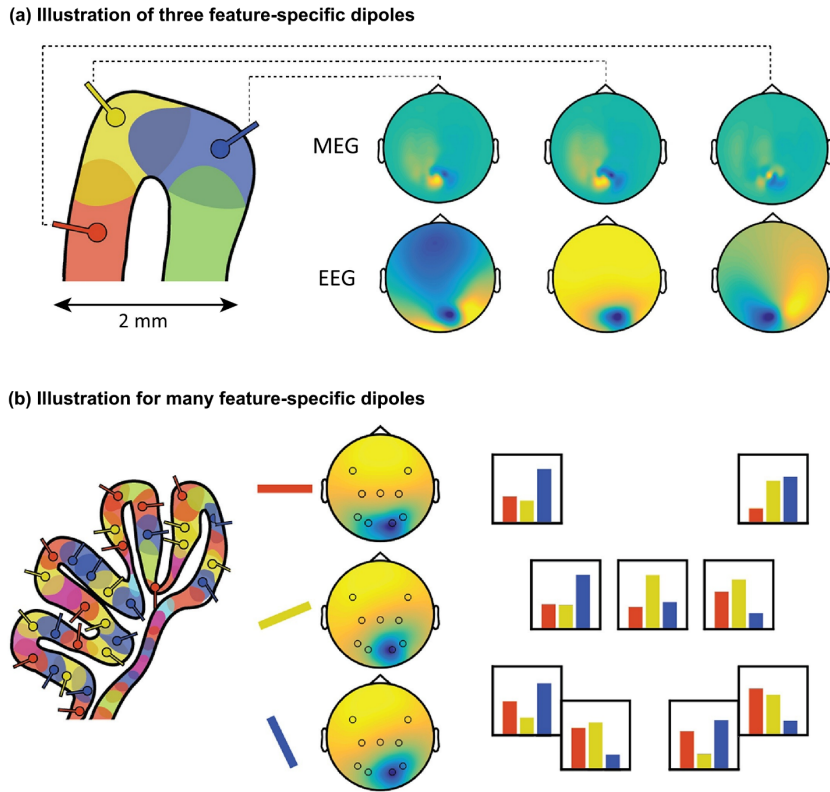 (a) Illustration of three feature-specific dipoles
MEG
EEG
2 mm
(b) Illustration for many feature-specific dipoles